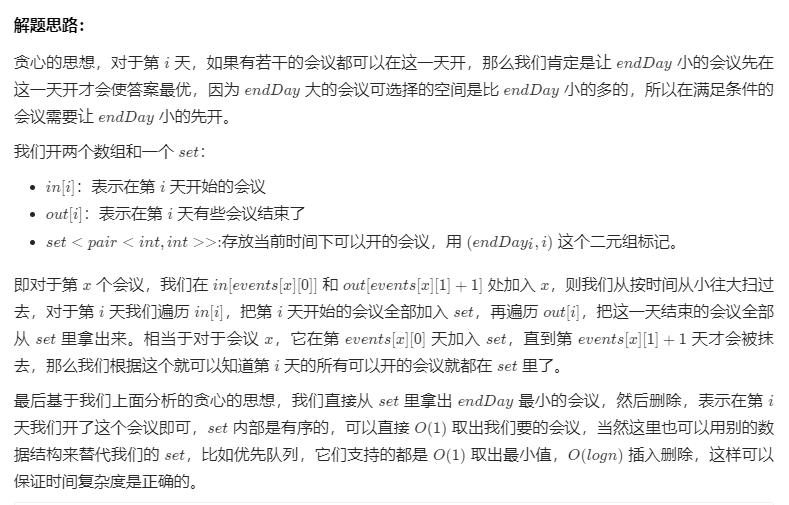 解题思路：
贪心的思想，对于第 i 天，如果有若干的会议都可以在这一天开，那么我们肯定是让 endDay 小的会议先在
这一天开才会使答案最优，因为 endDay 大的会议可选择的空间是比 endDay 小的多的，所以在满足条件的
会议需要让 endDay 小的先开。
我们开两个数组和一个 set：
• in[i]：表示在第 i 天开始的会议
• out[i]：表示在第 i 天有些会议结束了
• set < pair < int, int >>:存放当前时间下可以开的会议，用 (endDayi, i) 这个二元组标记。
即对于第 x 个会议，我们在 in[events[x][0]] 和 out[events[x][1] + 1] 处加入 x，则我们从按时间从小往大扫过
去，对于第 i 天我们遍历 in[i]，把第 i 天开始的会议全部加入 set，再遍历 out[i]，把这一天结束的会议全部
从 set 里拿出来。相当于对于会议 x，它在第 events[x][0] 天加入 set，直到第 events[x][1] + 1 天才会被抹
去，那么我们根据这个就可以知道第 i 天的所有可以开的会议就都在 set 里了。
最后基于我们上面分析的贪心的思想，我们直接从 set 里拿出 endDay 最小的会议，然后删除，表示在第 i
天我们开了这个会议即可，set 内部是有序的，可以直接 O(1) 取出我们要的会议，当然这里也可以用别的数
据结构来替代我们的 set，比如优先队列，它们支持的都是 O(1) 取出最小值，O(logn) 插入删除，这样可以
保证时间复杂度是正确的。